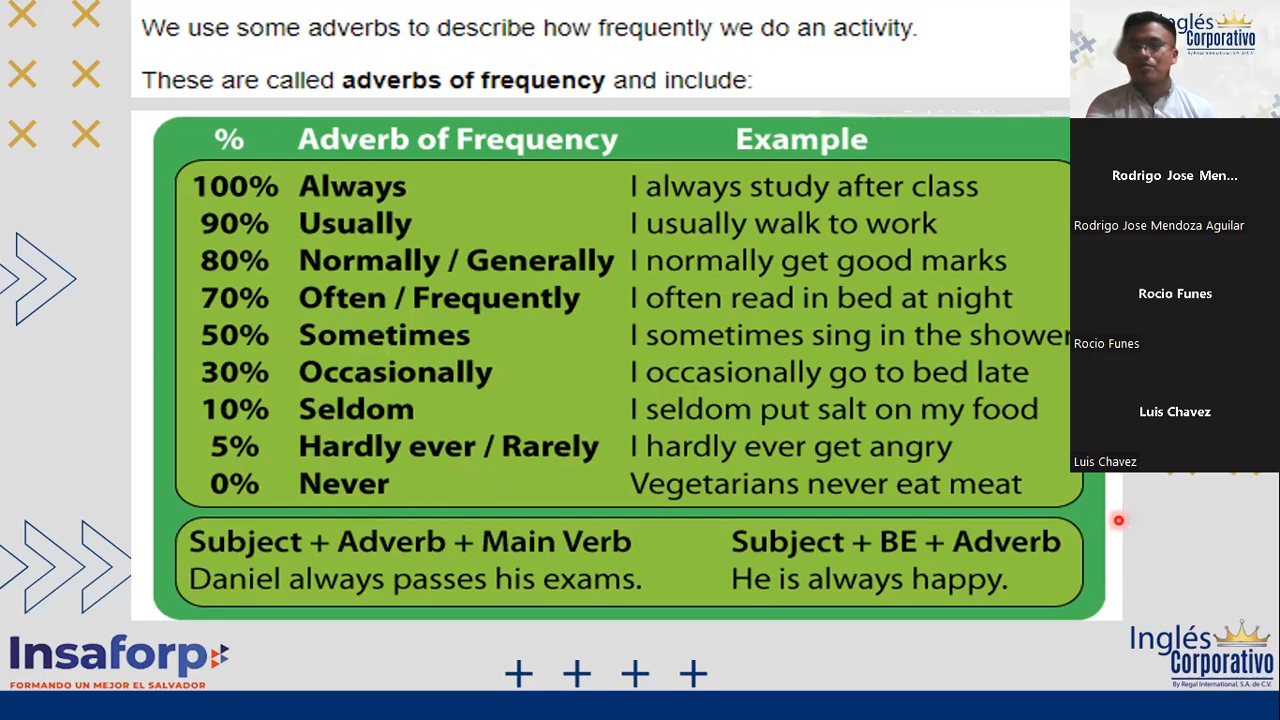 We use some adverbs to describe how frequently we do an activity.
These are called adverbs of frequency and include:
% Adverb of Frequency Example
100% Always I always study after class
90% Usually I usually walk to work
80% Normally / Generally I normally get good marks
70% Often / Frequently I often read in bed at night
50% Sometimes I sometimes sing in the shower
30% Occasionally I occasionally go to bed late
10% Seldom I seldom put salt on my food
5% Hardly ever / Rarely I hardly ever get angry
0% Never Vegetarians never eat meat
Subject + Adverb + Main Verb Subject + BE + Adverb
Daniel always passes his exams. He is always happy.
Inglés
Corporativo
By Regal International, S.A. de C.V.
Rodrigo Jose Men...
Rodrigo Jose Mendoza Aguilar
Rocio Funes
Rocio Funes
Luis Chavez
Luis Chavez
Insaforp
FORMANDO UN MEJOR EL SALVADOR
Inglés
Corporativo
By Regal International, S.A. de C.V.